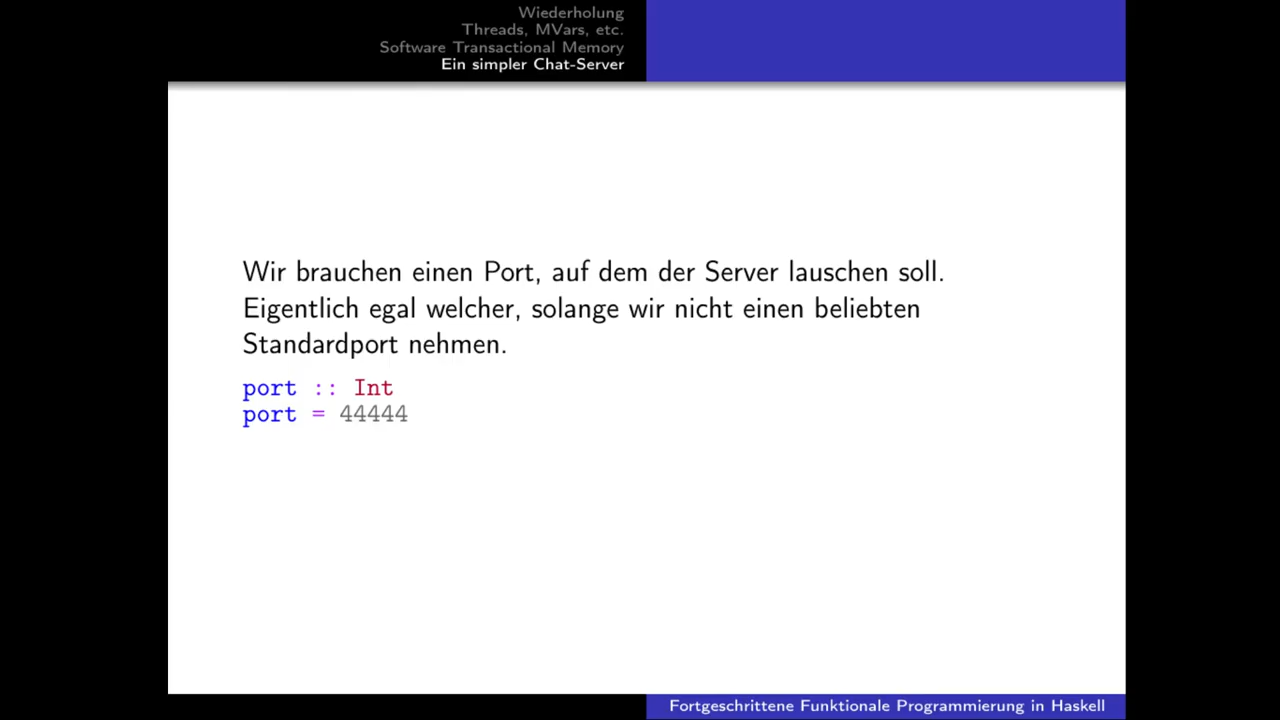 Wiederholung
Threads, MVars, etc.
Software Transactional Memory
Ein simpler Chat-Server
Wir brauchen einen Port, auf dem der Server lauschen soll.
Eigentlich egal welcher, solange wir nicht einen beliebten
Standardport nehmen.
port :: Int
port = 44444
Fortgeschrittene Funktionale Programmierung in Haskell